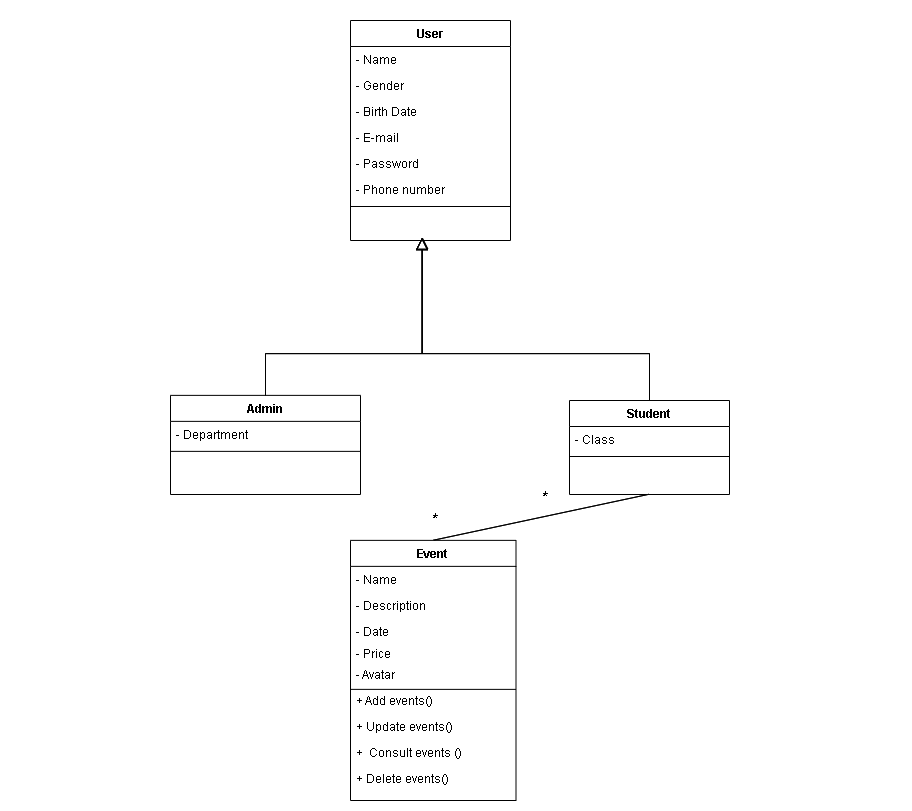 User
- Name
- Gender
- Birth Date
- E-mail
- Password
- Phone number
Admin
- Department
Student
- Class
*
*
Event
- Name
- Description
- Date
- Price
- Avatar
+ Add events()
+ Update events()
+ Consult events ()
+ Delete events()